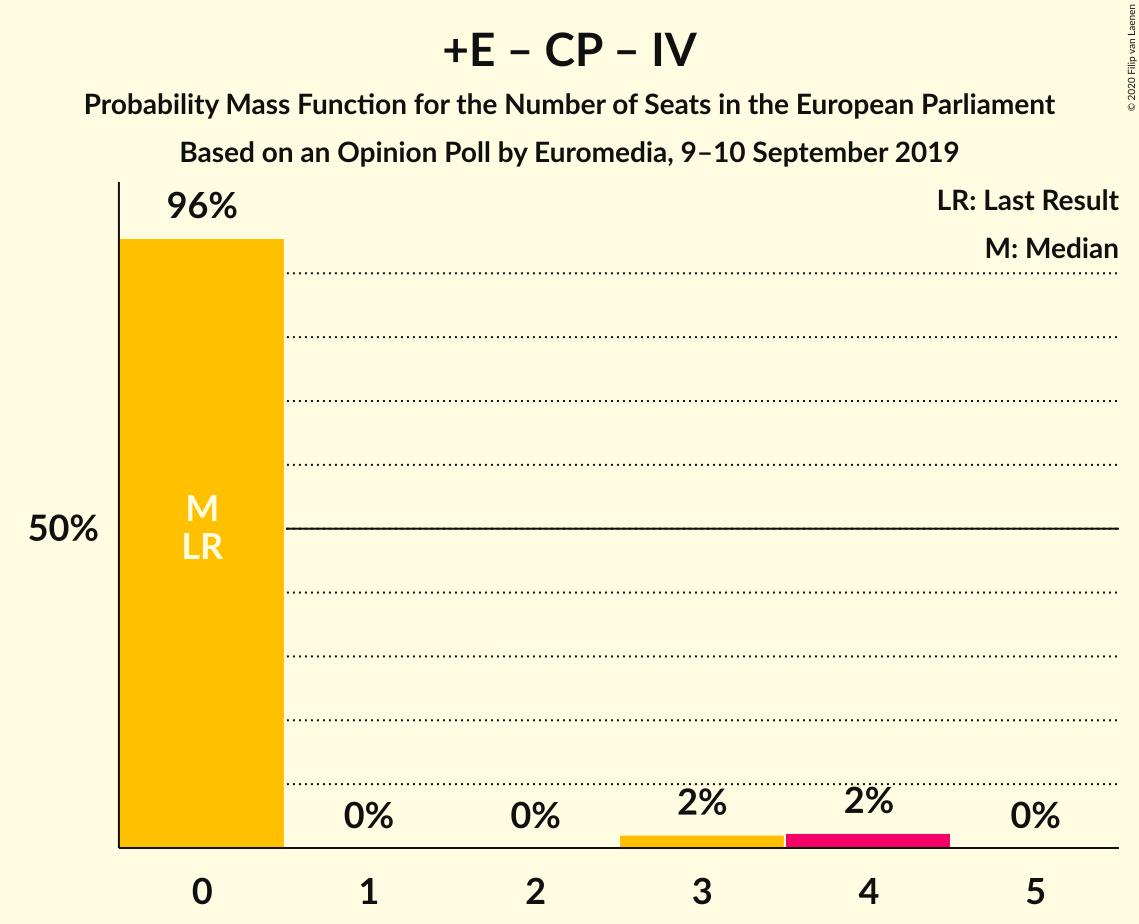 +E – CP – IV
Probability Mass Function for the Number of Seats in the European Parliament
Based on an Opinion Poll by Euromedia, 9–10 September 2019
© 2020 Filip van Laenen
LR: Last Result
M: Median
96%
M
LR
50%
0%
0%
2%
2%
0%
0
1
2
3
4
5